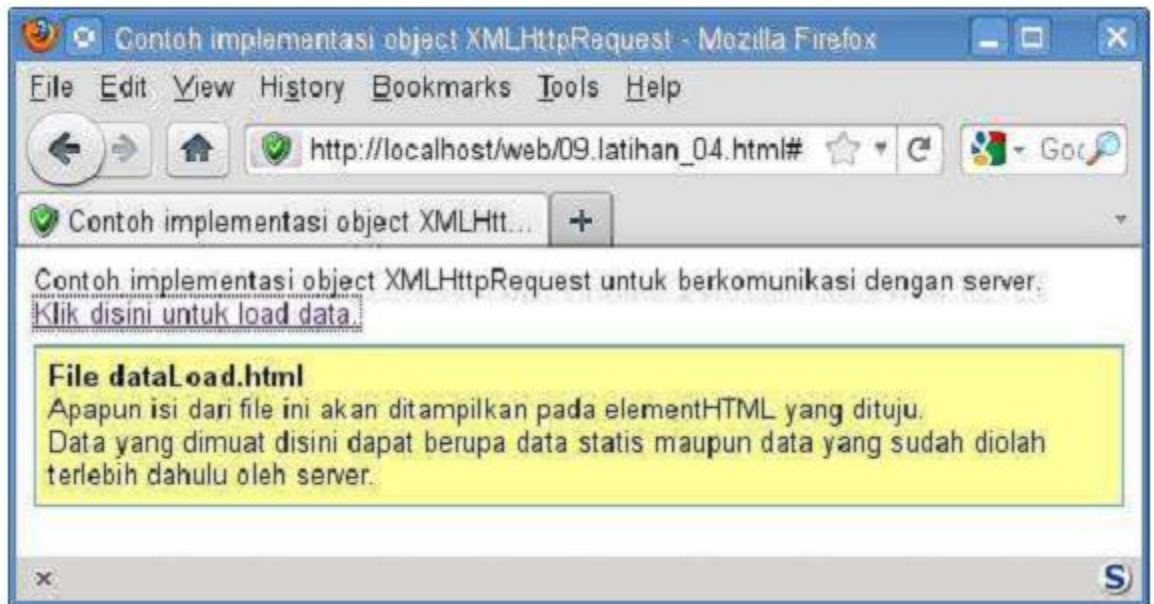 Contoh implementasi object XMLHttpRequest - Mozilla Firefox
File Edit View History Bookmarks Tools Help
http://localhost/web/09.latihan_04.html#
Contoh implementasi object XMLHtt...
Contoh implementasi object XMLHttpRequest untuk berkomunikasi dengan server.
Klik disini untuk load data.
File dataLoad.html
Apapun isi dari file ini akan ditampilkan pada elementHTML yang dituju.
Data yang dimuat disini dapat berupa data statis maupun data yang sudah diolah
terlebih dahulu oleh server.
S